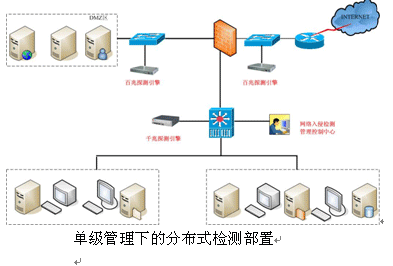 DMZ区
INTERNET
百兆探测引擎
百兆探测引擎
千兆探测引擎
网络入侵检测
管理控制中心
单级管理下的分布式检测部置